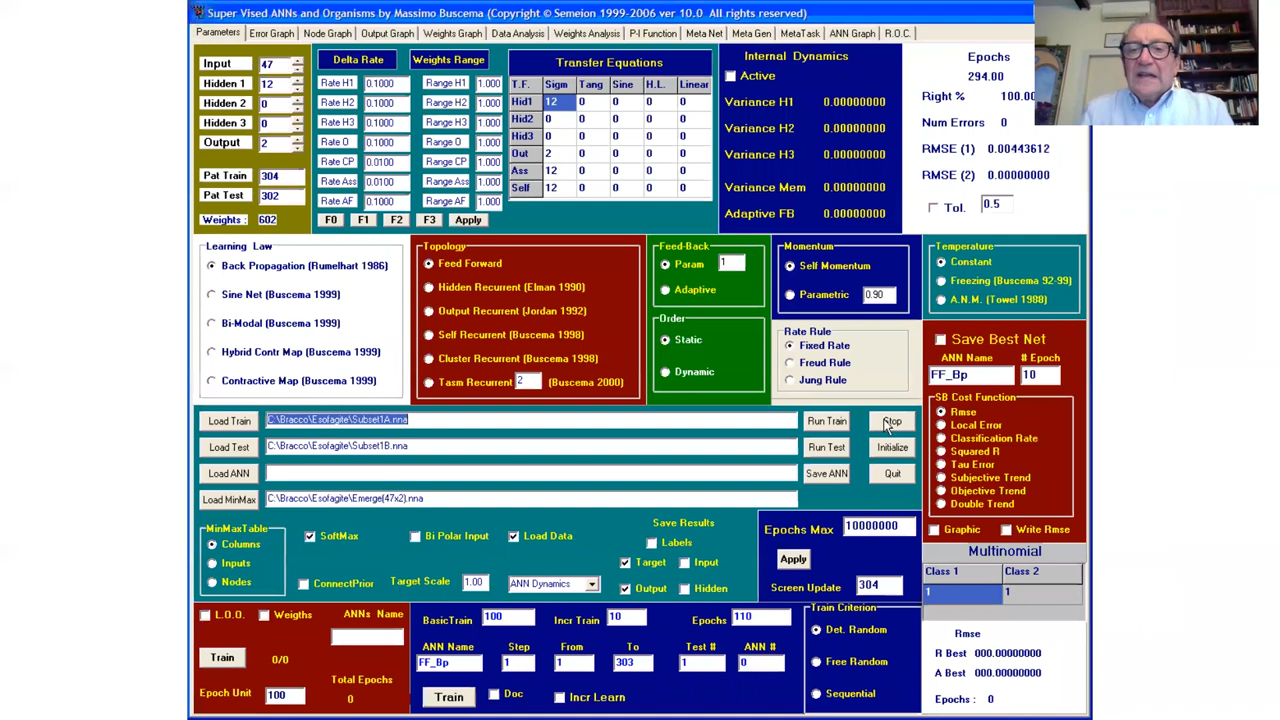 Super Vised ANNs and Organisms by Massimo Buscema (Copyright © Semeion 1999-2006 ver 10.0 All rights reserved)
Parameters Error Graph Node Graph Output Graph Weights Graph Data Analysis Weights Analysis P-I Function Meta Net Meta Gen MetaTask ANN Graph R.O.C.
Input 47
Hidden 1 12
Hidden 2 0
Hidden 3 0
Output 2
Pat Train 304
Pat Test 302
Weights : 602
Delta Rate Weights Range
Rate H1 0.1000 Range H1 1.000
Rate H2 0.1000 Range H2 1.000
Rate H3 0.1000 Range H3 1.000
Rate O 0.1000 Range O 1.000
Rate CP 0.0100 Range CP 1.000
Rate Ass 0.0100 Range Ass 1.000
Rate AF 0.1000 Range AF 1.000
F0 F1 F2 F3 Apply
Transfer Equations
T.F. Sigm Tang Sine H.L. Linear
Hid1 12 0 0 0 0
Hid2 0 0 0 0 0
Hid3 0 0 0 0 0
Out 2 0 0 0 0
Ass 12 0 0 0 0
Self 12 0 0 0 0
Internal Dynamics
Active
Variance H1 0.00000000
Variance H2 0.00000000
Variance H3 0.00000000
Variance Mem 0.00000000
Adaptive FB 0.00000000
Epochs
294.00
Right % 100.00
Num Errors 0
RMSE (1) 0.00443612
RMSE (2) 0.00000000
Tol. 0.5
Learning Law
Back Propagation (Rumelhart 1986)
Sine Net (Buscema 1999)
Bi-Modal (Buscema 1999)
Hybrid Contr Map (Buscema 1999)
Contractive Map (Buscema 1999)
Topology
Feed Forward
Hidden Recurrent (Elman 1990)
Output Recurrent (Jordan 1992)
Self Recurrent (Buscema 1998)
Cluster Recurrent (Buscema 1998)
Tasm Recurrent 2 (Buscema 2000)
Feed-Back
Param 1
Adaptive
Order
Static
Dynamic
Momentum
Self Momentum
Parametric 0.90
Rate Rule
Fixed Rate
Freud Rule
Jung Rule
Temperature
Constant
Freezing (Buscema 92-99)
A.N.M. (Towel 1988)
Save Best Net
ANN Name # Epoch
FF_Bp 10
SB Cost Function
Rmse
Local Error
Classification Rate
Squared R
Tau Error
Subjective Trend
Objective Trend
Double Trend
Graphic Write Rmse
Load Train C:\Bracco\Esofagite\Subset1A.nna Run Train Stop
Load Test C:\Bracco\Esofagite\Subset1B.nna Run Test Initialize
Load ANN Save ANN Quit
Load MinMax C:\Bracco\Esofagite\Emerge(47x2).nna
MinMaxTable
Columns
Inputs
Nodes
SoftMax Bi Polar Input Load Data
ConnectPrior Target Scale 1.00 ANN Dynamics
Save Results
Labels
Target Input
Output Hidden
Epochs Max 10000000
Apply
Screen Update 304
Multinomial
Class 1 Class 2
1 1
L.O.O. Weigths ANNs Name
Train 0/0
Total Epochs
Epoch Unit 100 0
BasicTrain 100 Incr Train 10 Epochs 110
ANN Name Step From To Test # ANN #
FF_Bp 1 1 303 1 0
Train Doc Incr Learn
Train Criterion
Det. Random
Free Random
Sequential
Rmse
R Best 000.00000000
A Best 000.00000000
Epochs : 0